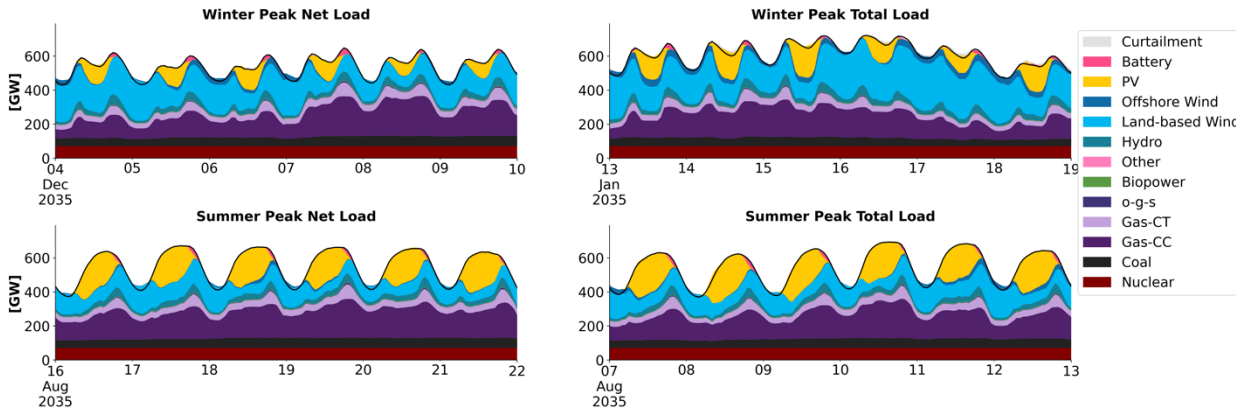 Winter Peak Net Load
[GW]
600
400
200
0
04
05
06
07
08
09
10
Dec
2035
Winter Peak Total Load
600
400
200
0
13
14
15
16
17
18
19
Jan
2035
Curtailment
Battery
PV
Offshore Wind
Land-based Wind
Hydro
Other
Biopower
o-g-s
Gas-CT
Gas-CC
Coal
Nuclear
Summer Peak Net Load
[GW]
600
400
200
0
16
17
18
19
20
21
22
Aug
2035
Summer Peak Total Load
600
400
200
0
07
08
09
10
11
12
13
Aug
2035